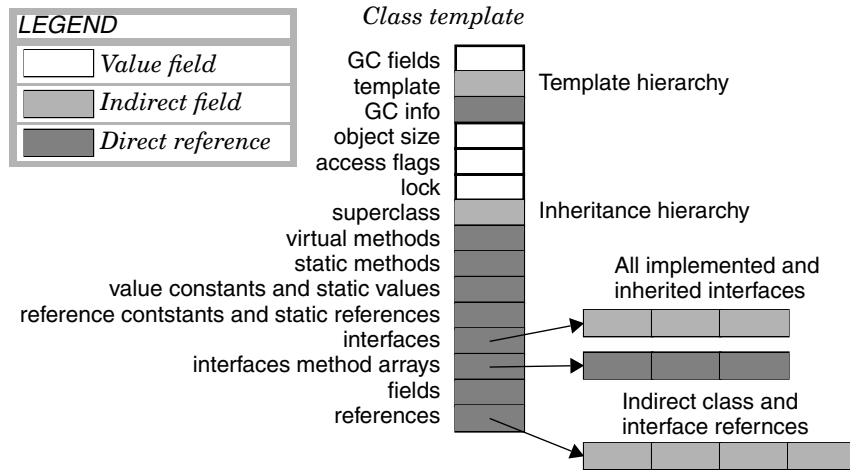 LEGEND
Value field
Indirect field
Direct reference
Class template
GC fields
template
Template hierarchy
GC info
object size
access flags
lock
superclass
Inheritance hierarchy
virtual methods
static methods
value constants and static values
reference contstants and static references
interfaces
interfaces method arrays
fields
references
All implemented and
inherited interfaces
Indirect class and
interface refernces